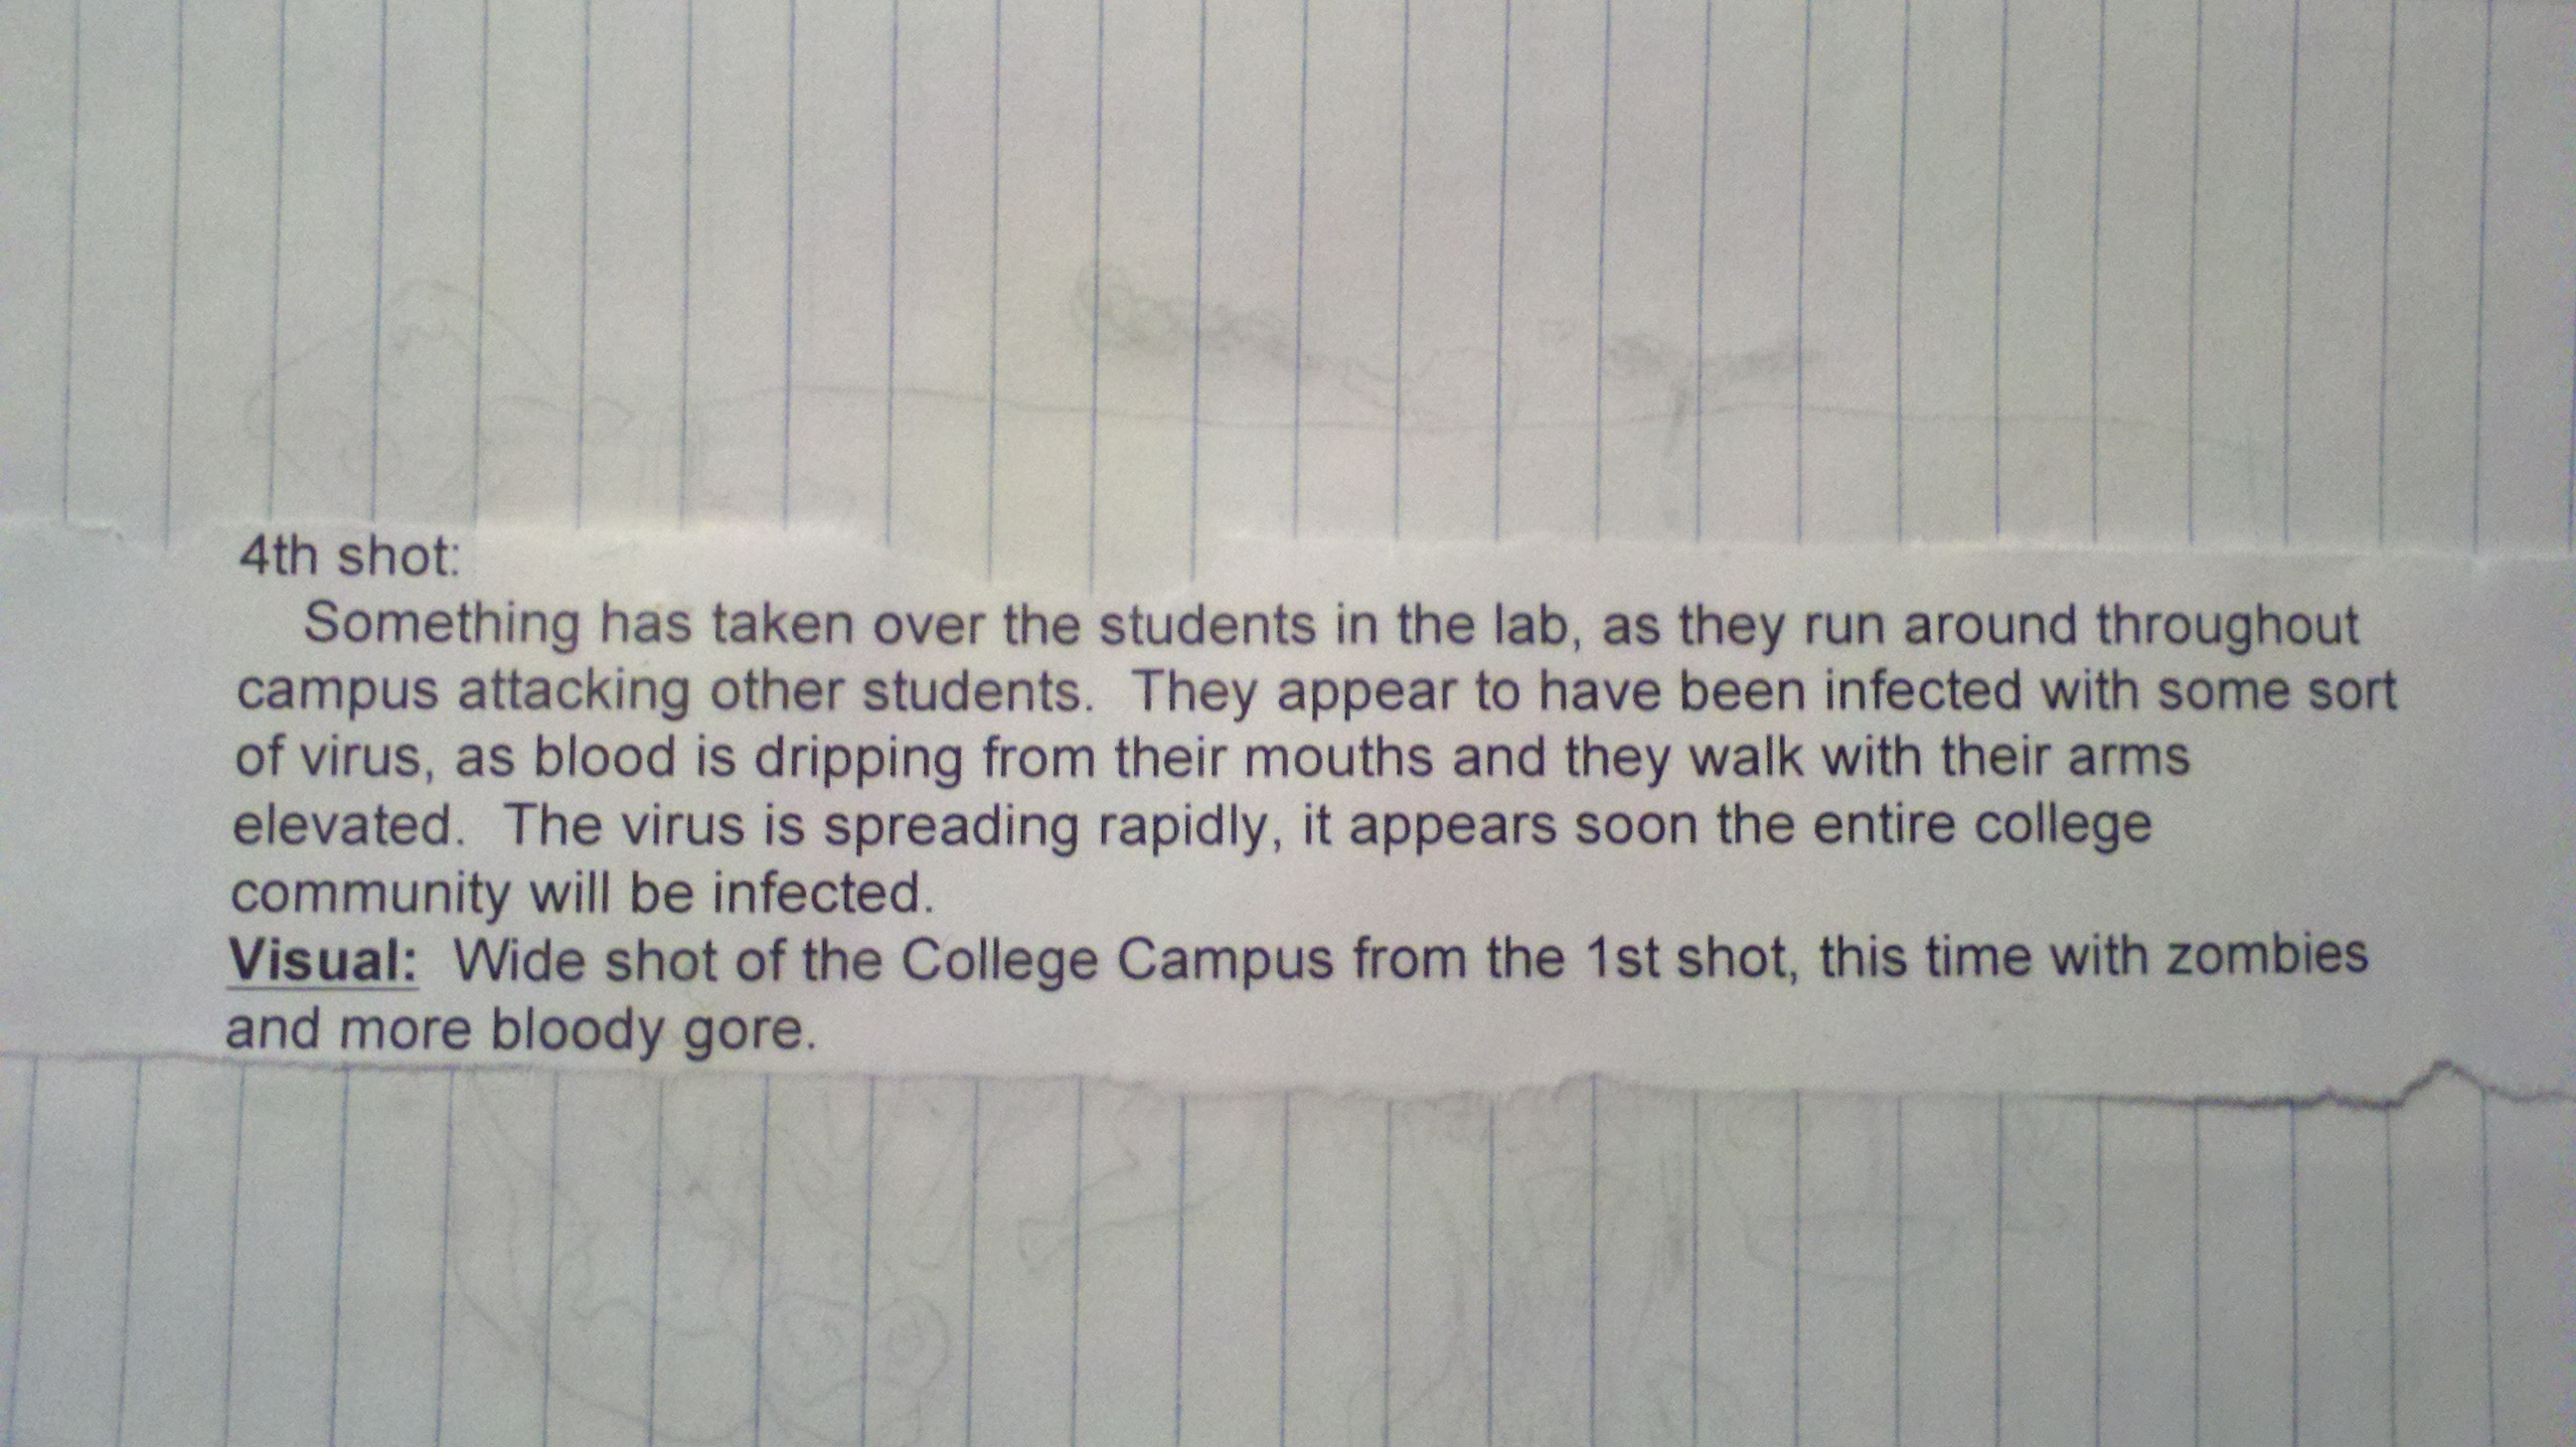 4th shot:
Something has taken over the students in the lab, as they run around throughout
campus attacking other students.  They appear to have been infected with some sort
of virus, as blood is dripping from their mouths and they walk with their arms
elevated.  The virus is spreading rapidly, it appears soon the entire college
community will be infected.
Visual:  Wide shot of the College Campus from the 1st shot, this time with zombies
and more bloody gore.